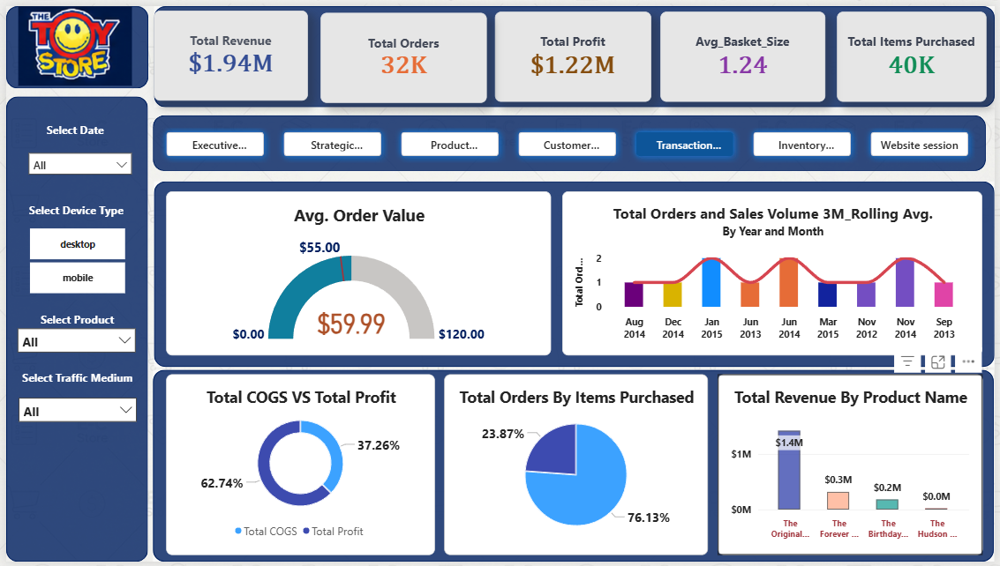 THE
TOY
STORE
Total Revenue
$1.94M
Total Orders
32K
Total Profit
$1.22M
Avg_Basket_Size
1.24
Total Items Purchased
40K
Select Date
All
Select Device Type
desktop
mobile
Select Product
All
Select Traffic Medium
All
Executive...
Strategic...
Product...
Customer...
Transaction...
Inventory...
Website session
Avg. Order Value
$55.00
$59.99
$0.00
$120.00
Total Orders and Sales Volume 3M_Rolling Avg.
By Year and Month
Total Ord...
2
1
0
Aug
2014
Dec
2014
Jan
2015
Jun
2013
Jun
2014
Mar
2015
Nov
2012
Nov
2014
Sep
2013
Total COGS VS Total Profit
37.26%
62.74%
Total COGS
Total Profit
Total Orders By Items Purchased
23.87%
76.13%
Total Revenue By Product Name
$1M
$0M
$1.4M
$0.3M
$0.2M
$0.0M
The
Original...
The
Forever ...
The
Birthday...
The
Hudson ...